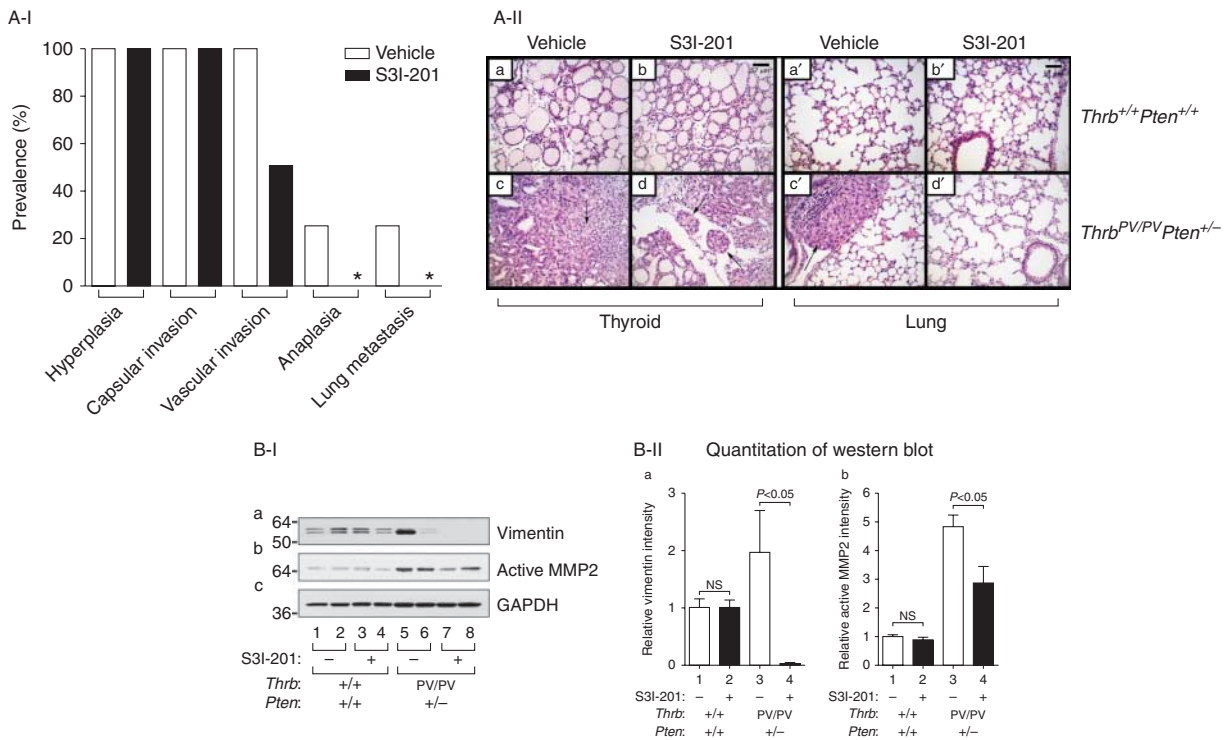 A-I
100
80
60
40
20
0
Prevalence (%)
Vehicle
S3I-201
*
*
Hyperplasia
Capsular invasion
Vascular invasion
Anaplasia
Lung metastasis
A-II
Vehicle
S3I-201
Vehicle
S3I-201
a
b
a′
b′
Thrb+/+Pten+/+
c
d
c′
d′
ThrbPV/PVPten+/−
Thyroid
Lung
B-I
a
64
50
Vimentin
b
64
Active MMP2
c
36
GAPDH
1 2 3 4 5 6 7 8
S3I-201: − + − +
Thrb: +/+ PV/PV
Pten: +/+ +/−
B-II Quantitation of western blot
a
Relative vimentin intensity
3
2
1
0
NS
P<0.05
1 2 3 4
S3I-201: − + − +
Thrb: +/+ PV/PV
Pten: +/+ +/−
b
Relative active MMP2 intensity
6
5
4
3
2
1
0
NS
P<0.05
1 2 3 4
S3I-201: − + − +
Thrb: +/+ PV/PV
Pten: +/+ +/−